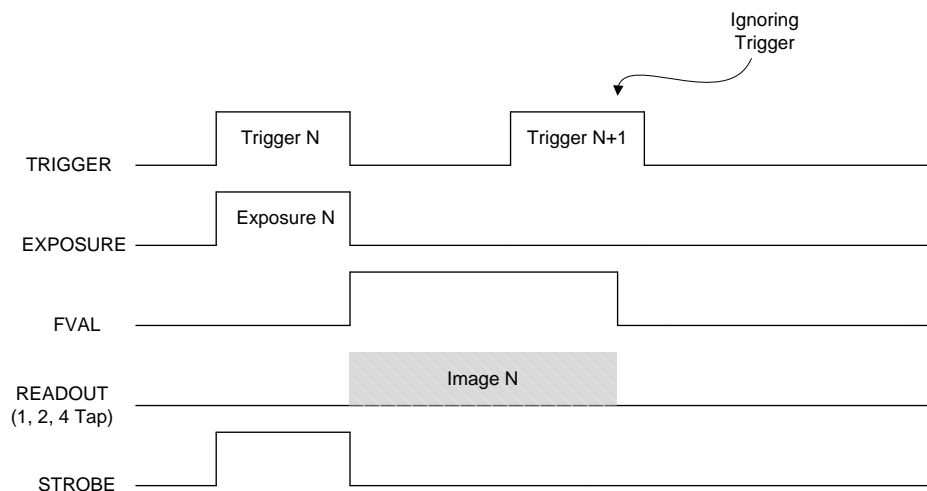 Ignoring
Trigger
Trigger N
Trigger N+1
TRIGGER
Exposure N
EXPOSURE
FVAL
Image N
READOUT
(1, 2, 4 Tap)
STROBE